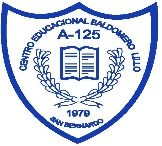 CENTRO EDUCACIONAL BALDOMERO LILLO
A-125
1979
SAN BERNARDO